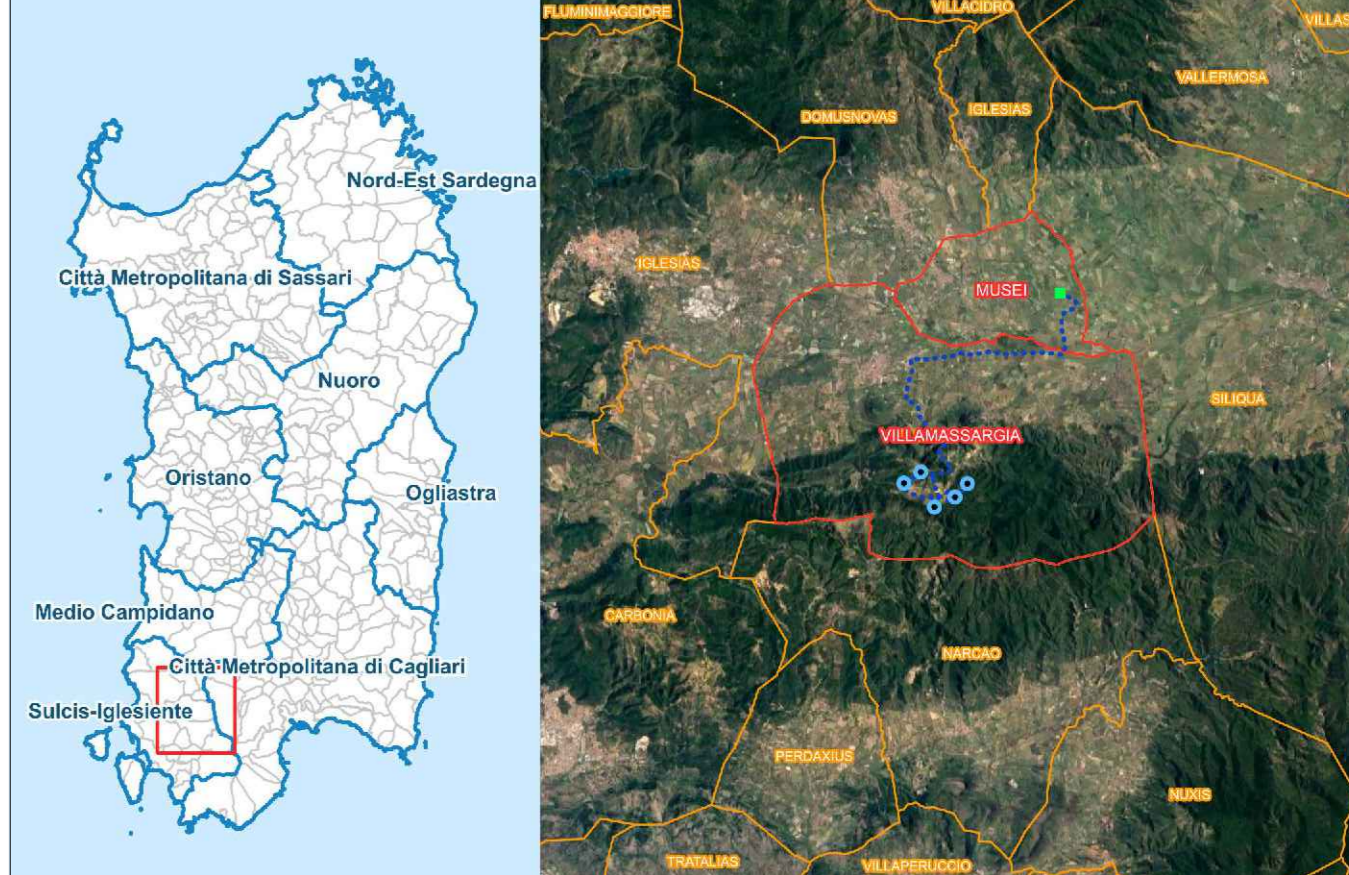 Nord-Est Sardegna
Città Metropolitana di Sassari
Nuoro
Oristano
Ogliastra
Medio Campidano
Città Metropolitana di Cagliari
Sulcis-Iglesiente
FLUMINIMAGGIORE
VILLACIDRO
VILLAS
VALLERMOSA
DOMUSNOVAS
IGLESIAS
IGLESIAS
MUSEI
SILIQUA
VILLAMASSARGIA
CARBONIA
NARCAO
PERDAXIUS
NUXIS
TRATALIAS
VILLAPERUCCIO